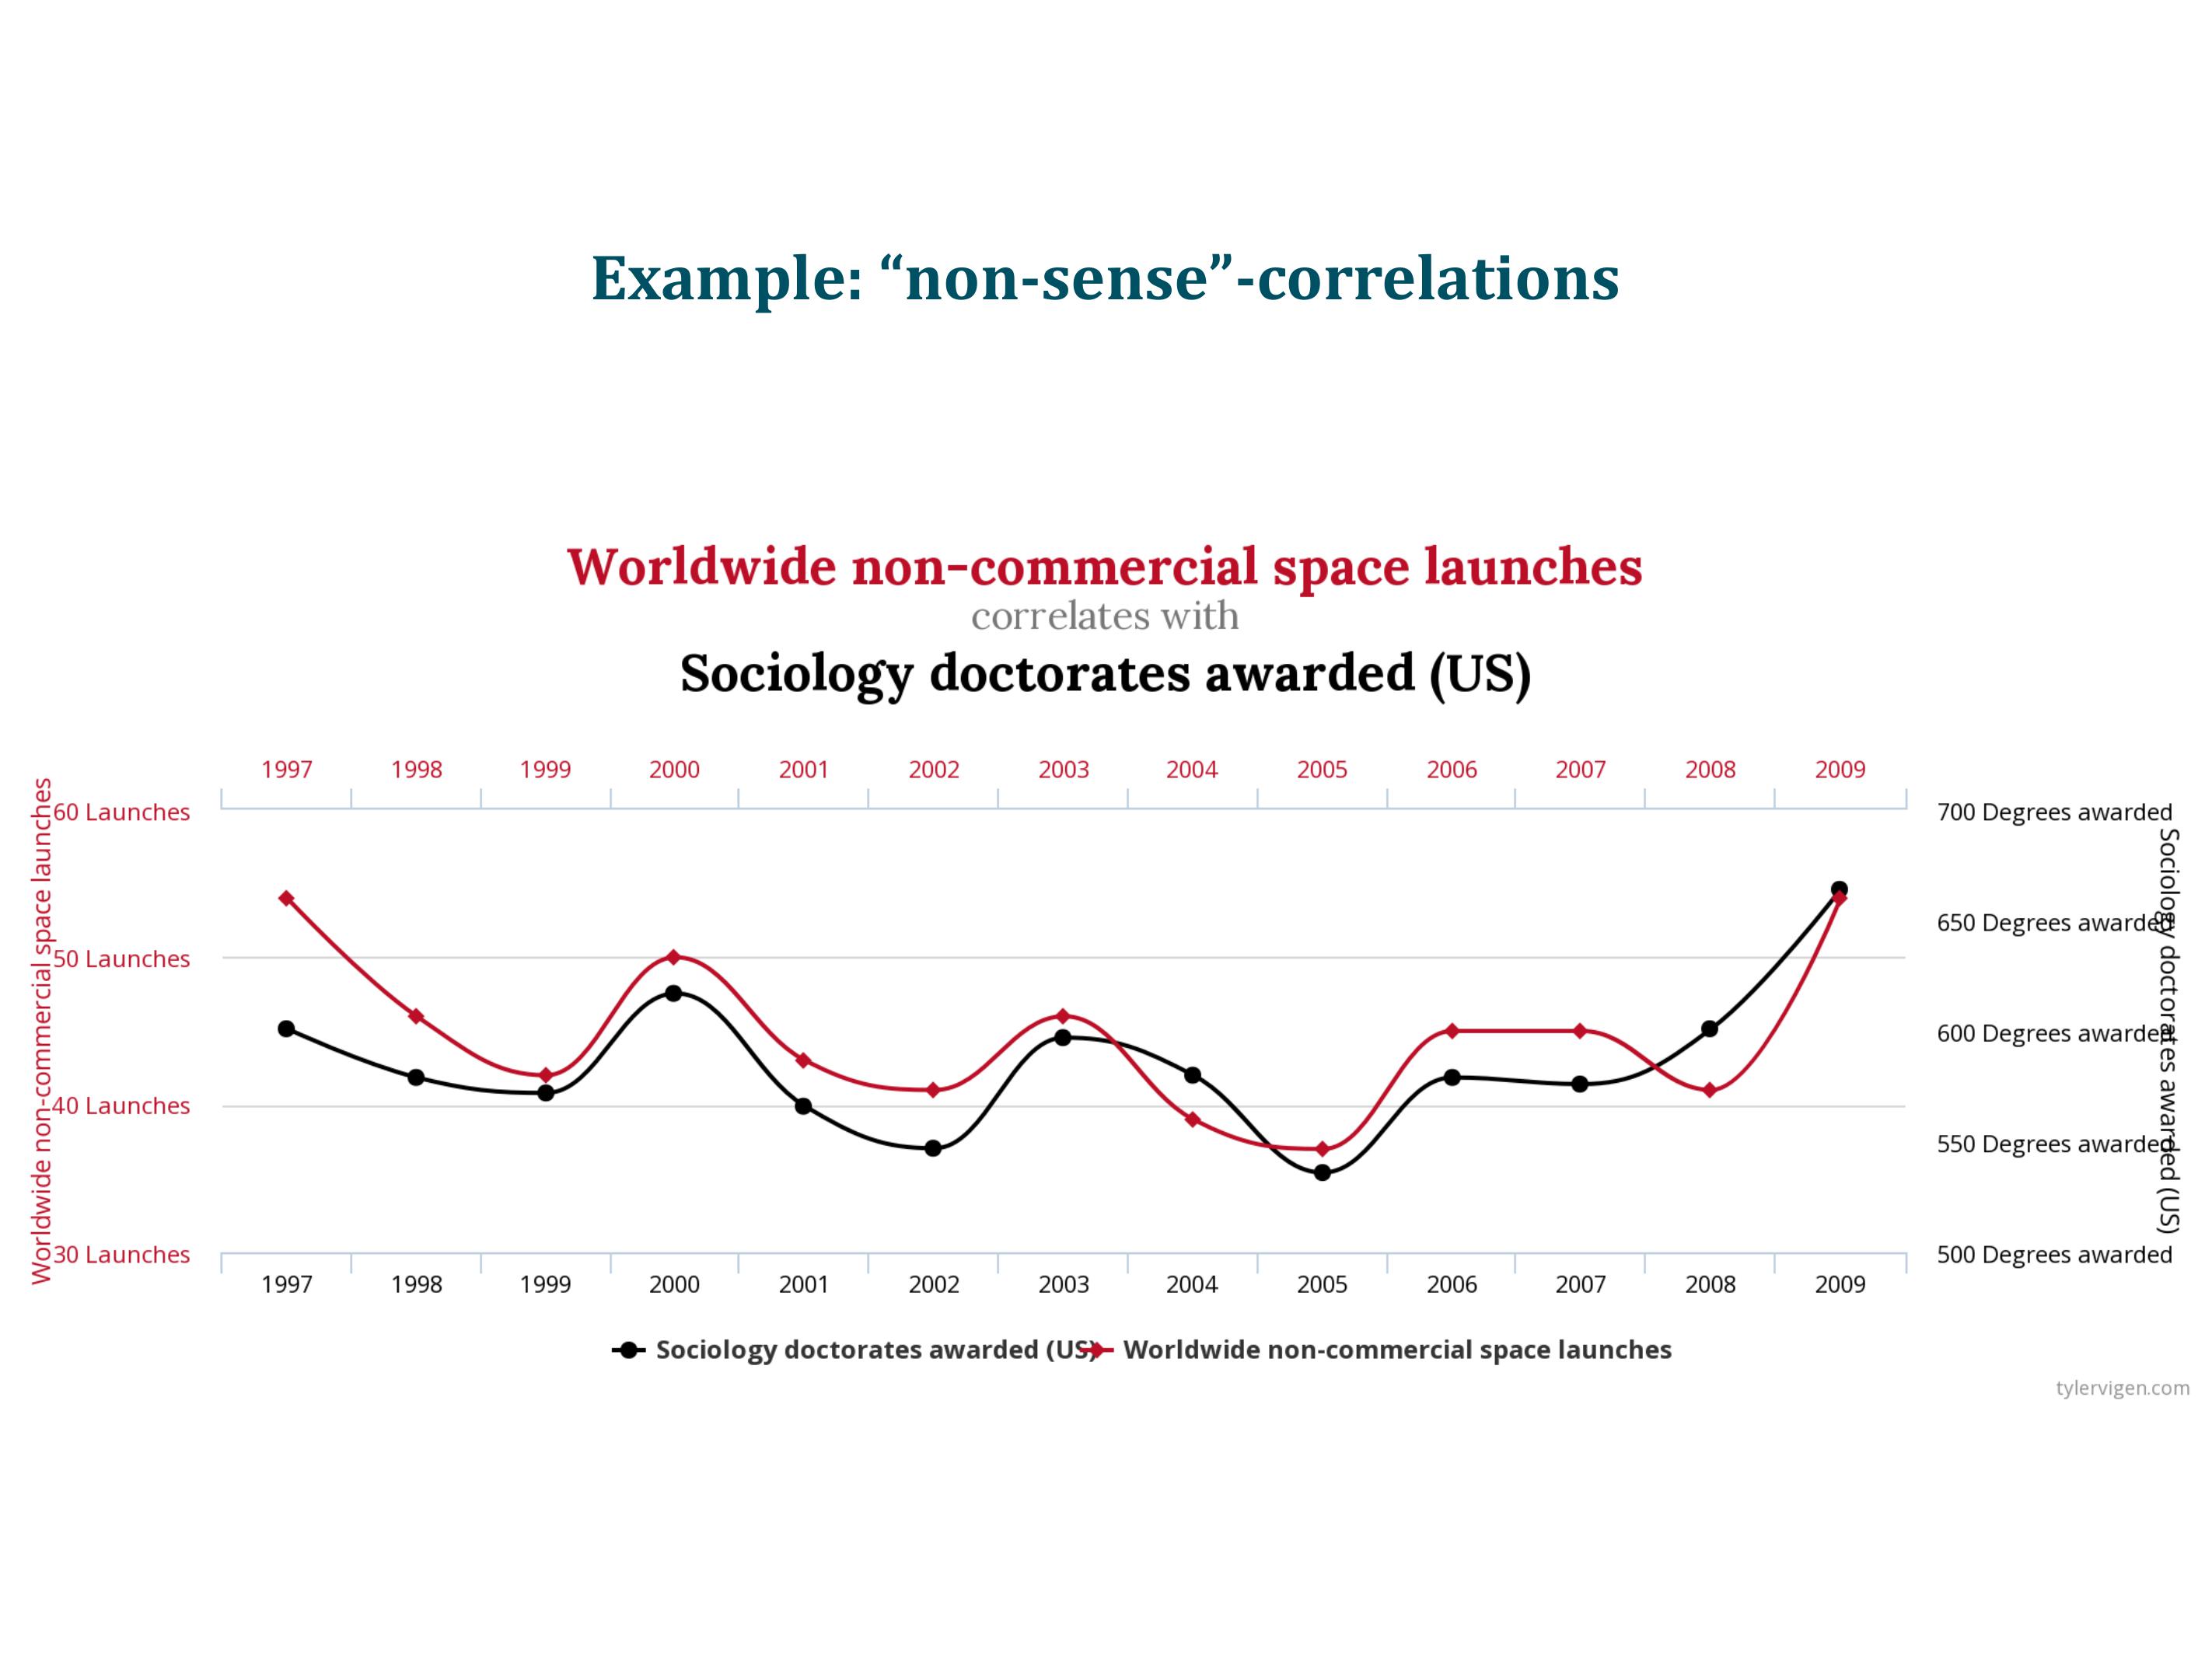 Example: “non-sense”-correlations
Worldwide non-commercial space launches
correlates with
Sociology doctorates awarded (US)
1997 1998 1999 2000 2001 2002 2003 2004 2005 2006 2007 2008 2009
Worldwide non-commercial space launches
60 Launches
50 Launches
40 Launches
30 Launches
700 Degrees awarded
650 Degrees awarded
600 Degrees awarded
550 Degrees awarded
500 Degrees awarded
Sociology doctorates awarded (US)
1997 1998 1999 2000 2001 2002 2003 2004 2005 2006 2007 2008 2009
Sociology doctorates awarded (US) Worldwide non-commercial space launches
tylervigen.com